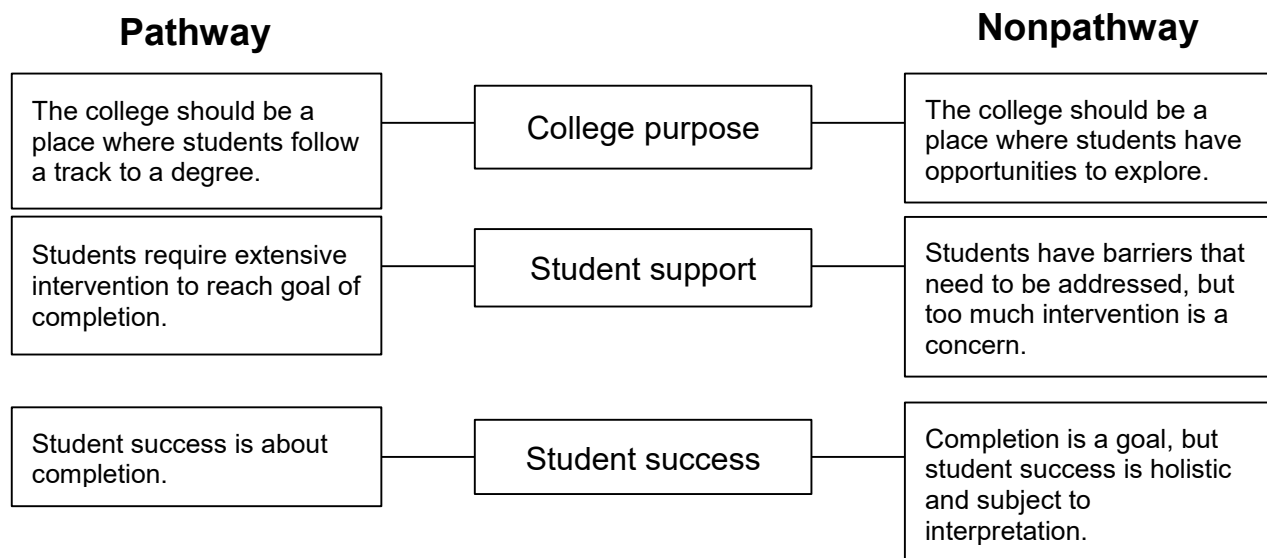 Pathway
Nonpathway
The college should be a
place where students follow
a track to a degree.
College purpose
The college should be a
place where students have
opportunities to explore.
Students require extensive
intervention to reach goal of
completion.
Student support
Students have barriers that
need to be addressed, but
too much intervention is a
concern.
Student success is about
completion.
Student success
Completion is a goal, but
student success is holistic
and subject to
interpretation.